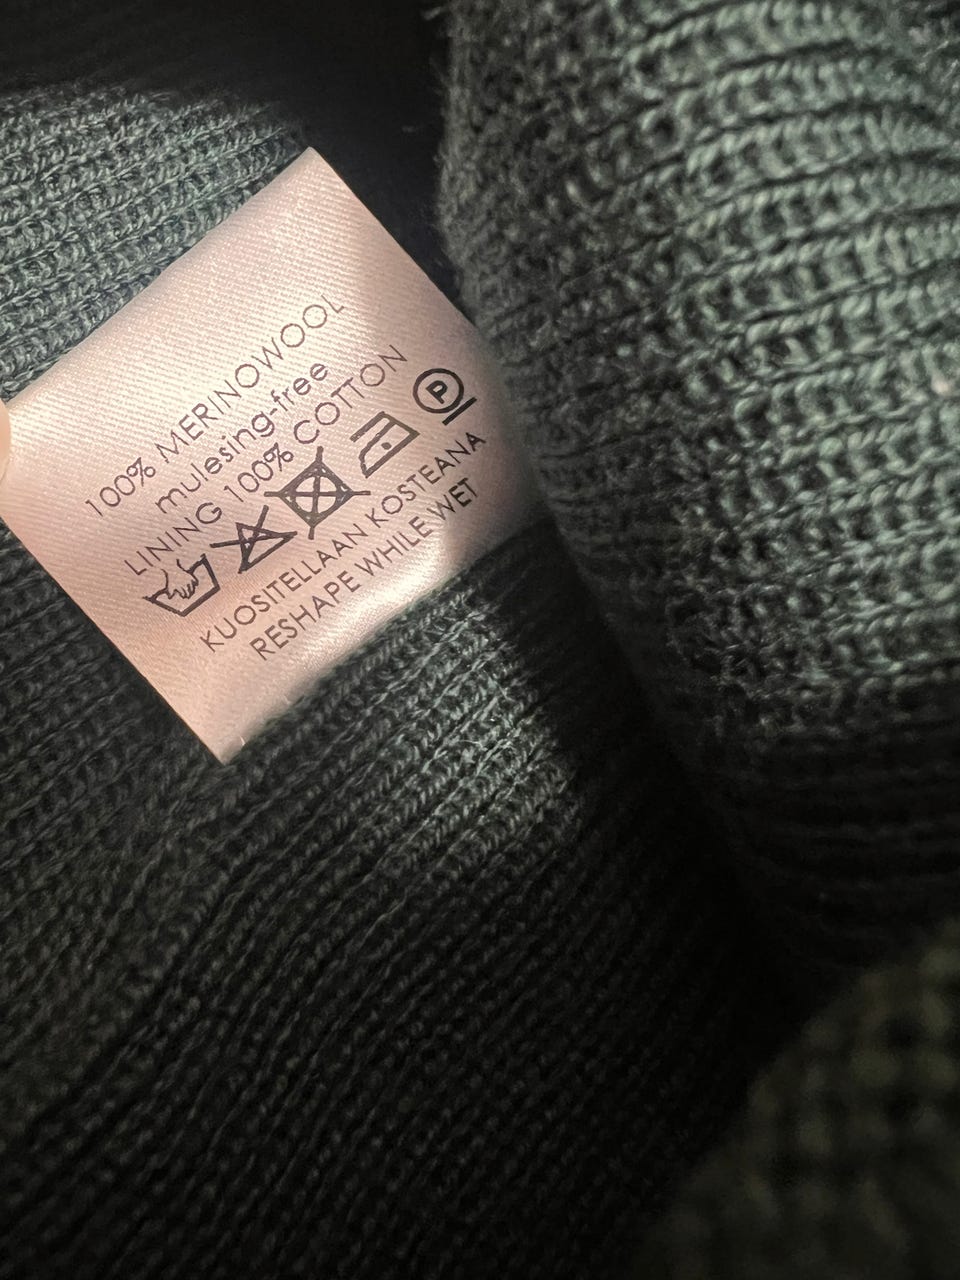 100% MERINOWOOL
mulesing-free
LINING 100% COTTON
P
KUOSITELLAAN KOSTEANA
RESHAPE WHILE WET